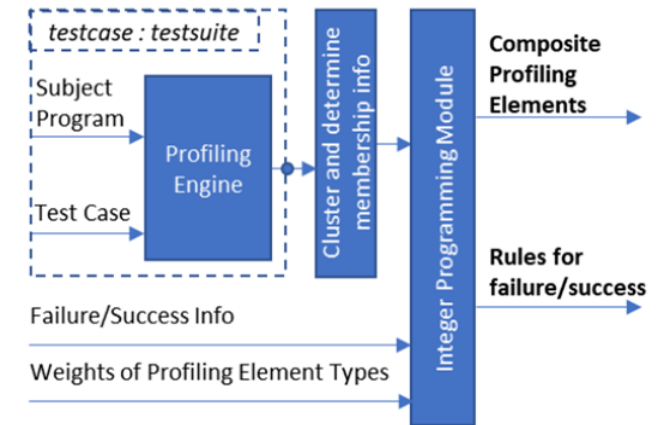 testcase : testsuite
Subject
Program
Profiling
Engine
Test Case
Cluster and determine
membership info
Integer Programming Module
Composite
Profiling
Elements
Rules for
failure/success
Failure/Success Info
Weights of Profiling Element Types